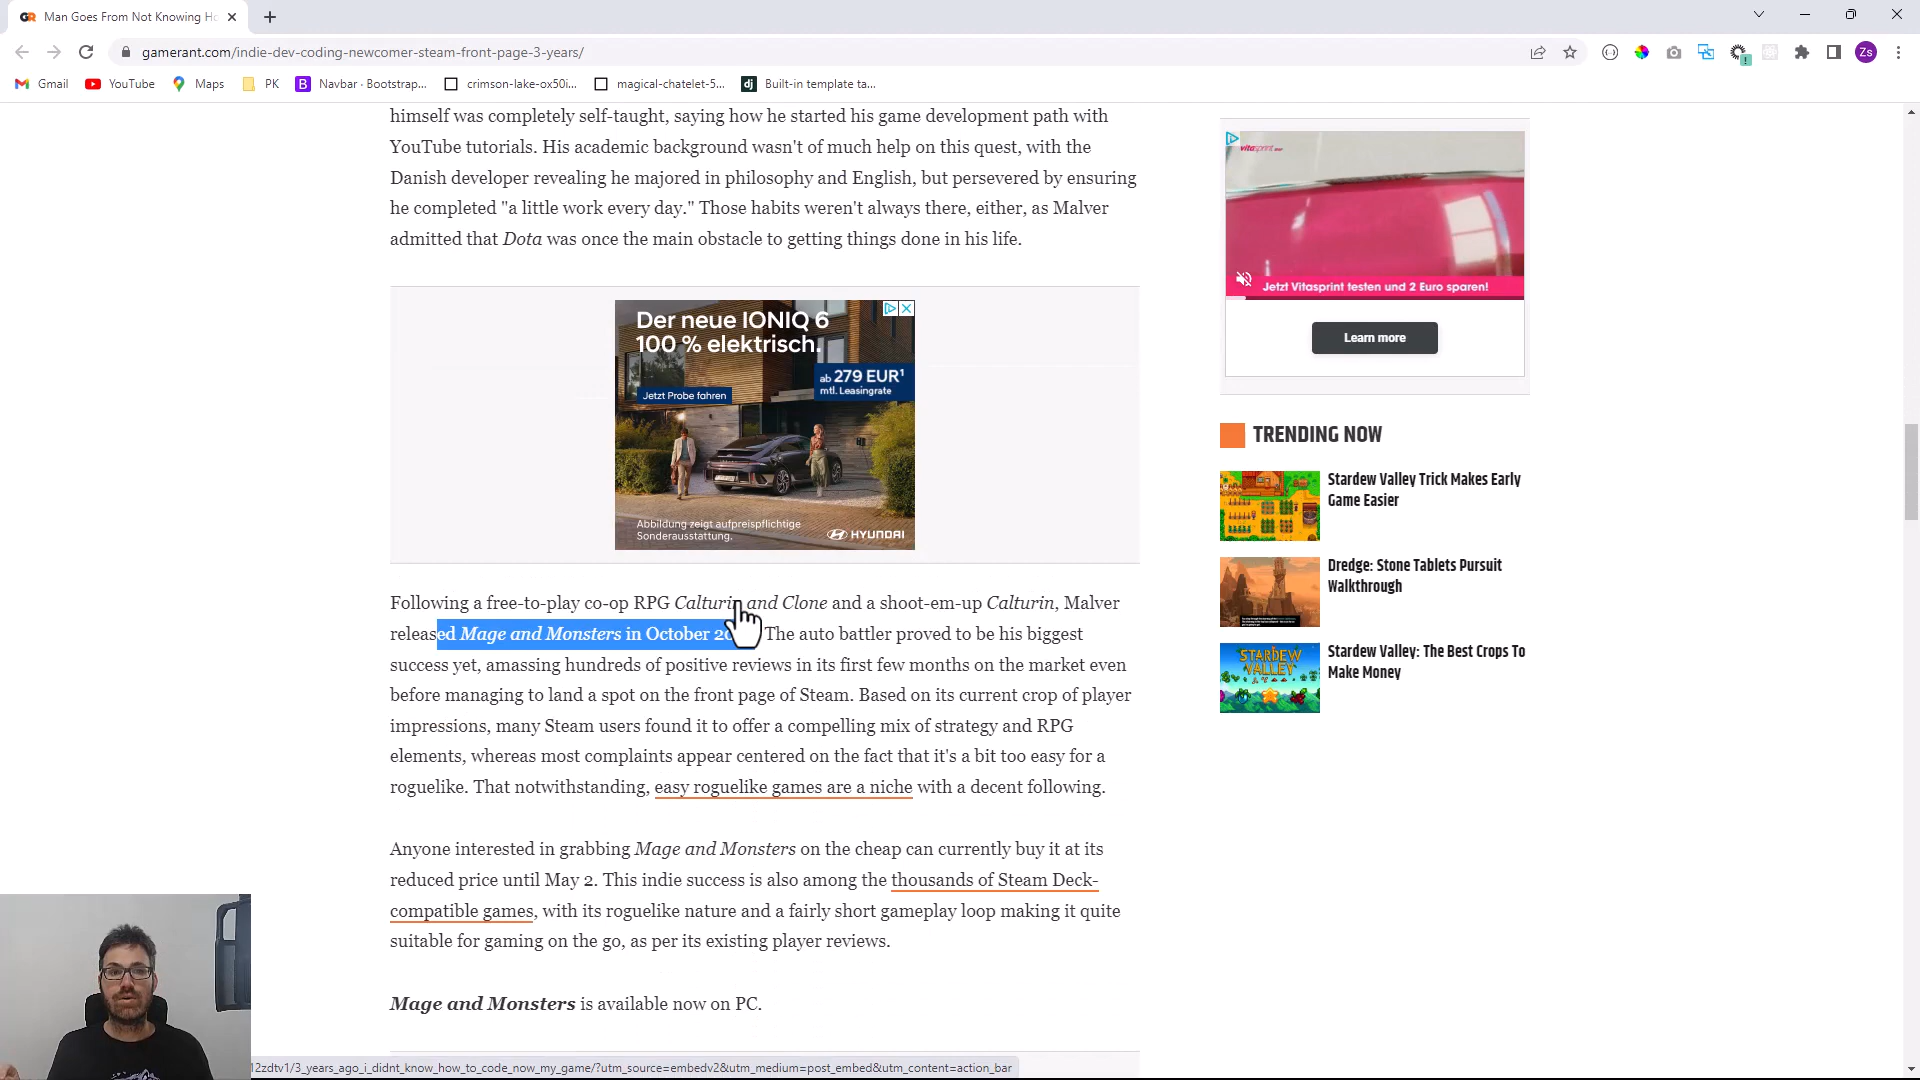 Man Goes From Not Knowing Ho
gamerant.com/indie-dev-coding-newcomer-steam-front-page-3-years/
Zs
Gmail
YouTube
Maps
PK
Navbar · Bootstrap...
crimson-lake-ox50i...
magical-chatelet-5...
dj Built-in template ta...
himself was completely self-taught, saying how he started his game development path with
YouTube tutorials. His academic background wasn't of much help on this quest, with the
Danish developer revealing he majored in philosophy and English, but persevered by ensuring
he completed "a little work every day." Those habits weren't always there, either, as Malver
admitted that Dota was once the main obstacle to getting things done in his life.
Der neue IONIQ 6
100 % elektrisch.
ab 279 EUR¹
mtl. Leasingrate
Jetzt Probe fahren
Abbildung zeigt aufpreispflichtige
Sonderausstattung.
HYUNDAI
Following a free-to-play co-op RPG Calturin and Clone and a shoot-em-up Calturin, Malver
released Mage and Monsters in October The auto battler proved to be his biggest
success yet, amassing hundreds of positive reviews in its first few months on the market even
before managing to land a spot on the front page of Steam. Based on its current crop of player
impressions, many Steam users found it to offer a compelling mix of strategy and RPG
elements, whereas most complaints appear centered on the fact that it's a bit too easy for a
roguelike. That notwithstanding, easy roguelike games are a niche with a decent following.
Anyone interested in grabbing Mage and Monsters on the cheap can currently buy it at its
reduced price until May 2. This indie success is also among the thousands of Steam Deck-
compatible games, with its roguelike nature and a fairly short gameplay loop making it quite
suitable for gaming on the go, as per its existing player reviews.
Mage and Monsters is available now on PC.
vitasprint
Jetzt Vitasprint testen und 2 Euro sparen!
Learn more
TRENDING NOW
Stardew Valley Trick Makes Early
Game Easier
Dredge: Stone Tablets Pursuit
Walkthrough
STARDEW
VALLEY
Stardew Valley: The Best Crops To
Make Money
12zdtv1/3_years_ago_i_didnt_know_how_to_code_now_my_game/?utm_source=embedv2&utm_medium=post_embed&utm_content=action_bar